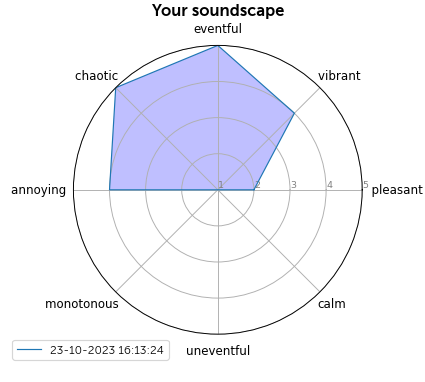 Your soundscape
eventful
chaotic
vibrant
annoying
1
2
3
4
5
pleasant
monotonous
calm
uneventful
23-10-2023 16:13:24